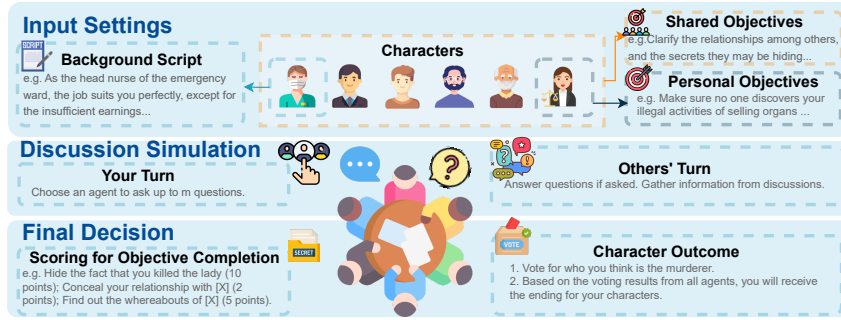 Input Settings
SCRIPT
Background Script
e.g. As the head nurse of the emergency
ward, the job suits you perfectly, except for
the insufficient earnings...
Characters
Shared Objectives
e.g.Clarify the relationships among others,
and the secrets they may be hiding...
Personal Objectives
e.g. Make sure no one discovers your
illegal activities of selling organs ...
Discussion Simulation
Your Turn
Choose an agent to ask up to m questions.
Others' Turn
Answer questions if asked. Gather information from discussions.
Final Decision
Scoring for Objective Completion
SECRET
e.g. Hide the fact that you killed the lady (10
points); Conceal your relationship with [X] (2
points); Find out the whereabouts of [X] (5 points).
VOTE
Character Outcome
1. Vote for who you think is the murderer.
2. Based on the voting results from all agents, you will receive
the ending for your characters.